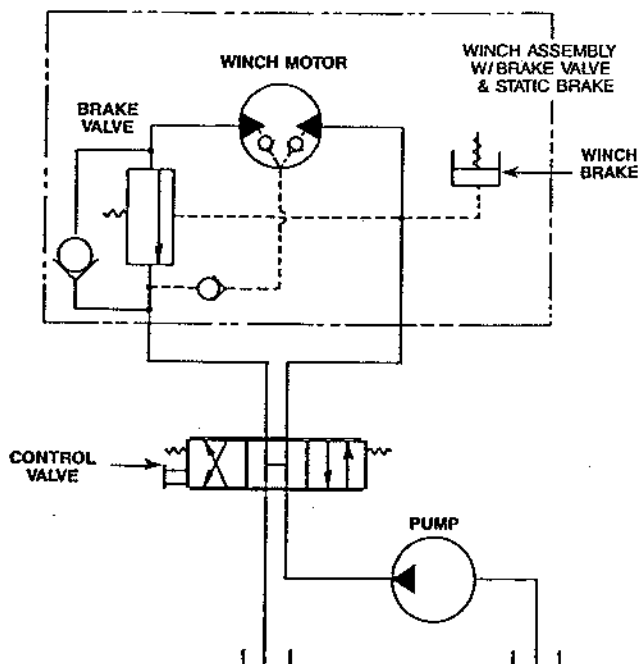 WINCH MOTOR
WINCH ASSEMBLY
W/BRAKE VALVE
& STATIC BRAKE
BRAKE
VALVE
WINCH
BRAKE
CONTROL
VALVE
PUMP